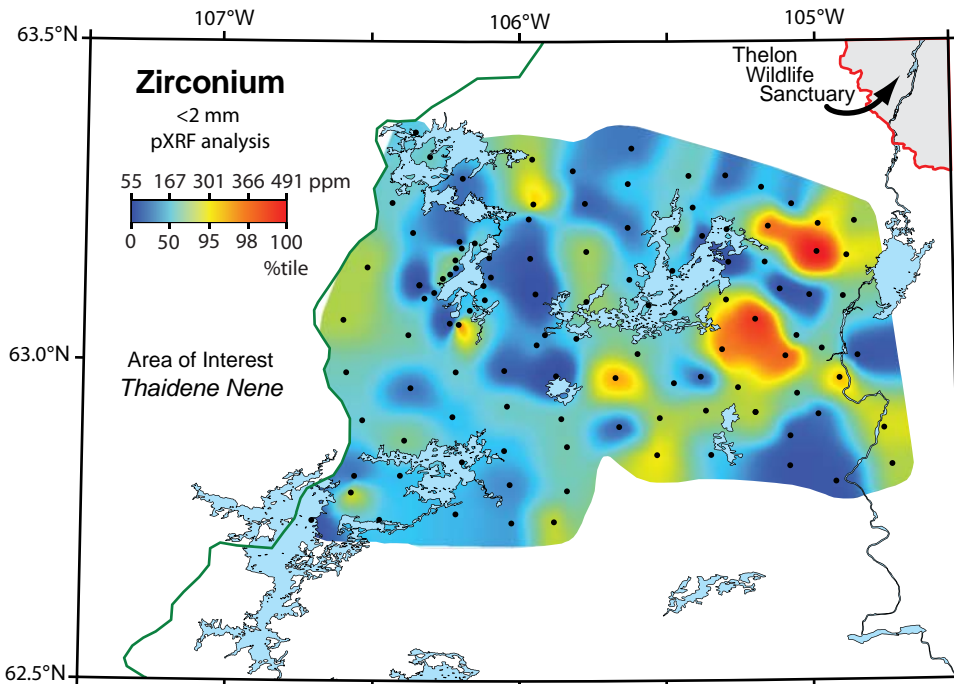 107°W 106°W 105°W
63.5°N
Zirconium
<2 mm
pXRF analysis
55 167 301 366 491 ppm
0 50 95 98 100
%tile
Thelon
Wildlife
Sanctuary
63.0°N
Area of Interest
Thaidene Nene
62.5°N